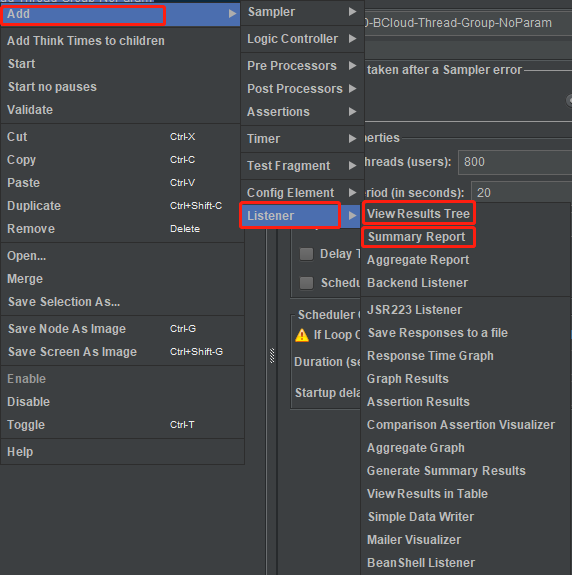 Add
Add Think Times to children
Start
Start no pauses
Validate
Cut Ctrl-X
Copy Ctrl-C
Paste Ctrl-V
Duplicate Ctrl+Shift-C
Remove Delete
Open...
Merge
Save Selection As...
Save Node As Image Ctrl-G
Save Screen As Image Ctrl+Shift-G
Enable
Disable
Toggle Ctrl-T
Help
Sampler
Logic Controller
Pre Processors
Post Processors
Assertions
Timer
Test Fragment
Config Element
Listener
View Results Tree
Summary Report
Aggregate Report
Backend Listener
JSR223 Listener
Save Responses to a file
Response Time Graph
Graph Results
Assertion Results
Comparison Assertion Visualizer
Aggregate Graph
Generate Summary Results
View Results in Table
Simple Data Writer
Mailer Visualizer
BeanShell Listener
0-BCloud-Thread-Group-NoParam
taken after a Sampler error
perties
hreads (users): 800
eriod (in seconds): 20
Delay T
Schedu
Scheduler C
If Loop C
Duration (se
Startup dela